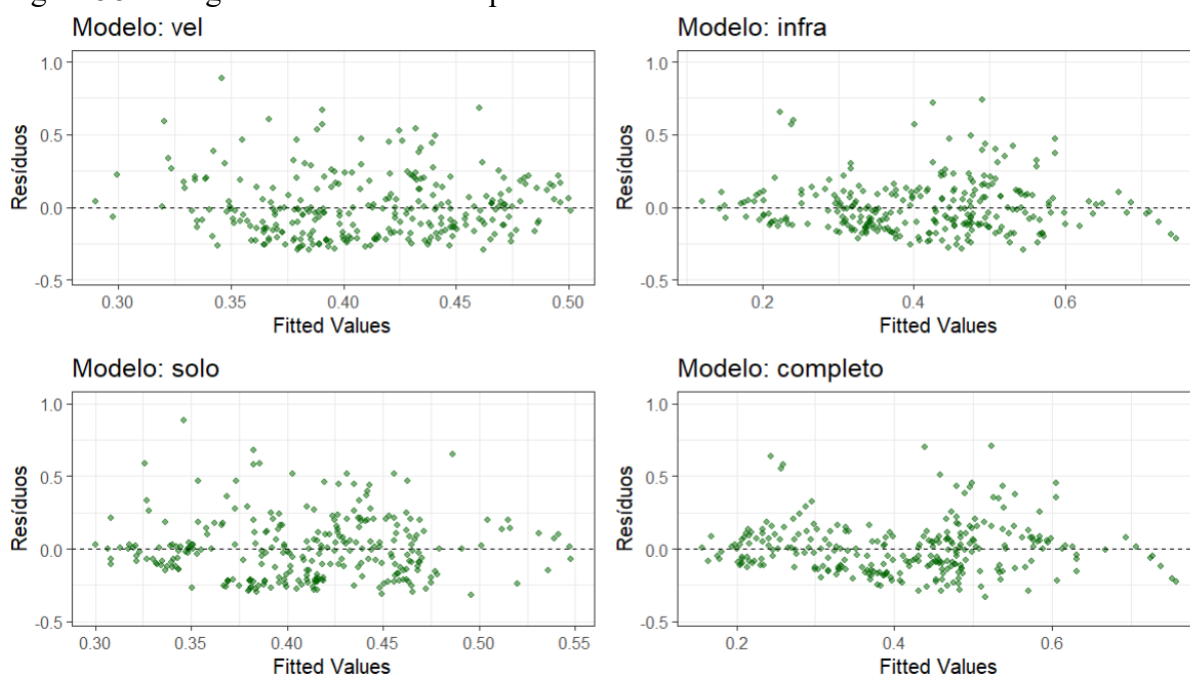 Modelo: vel
1.0
0.5
0.0
-0.5
Resíduos
0.30 0.35 0.40 0.45 0.50
Fitted Values
Modelo: infra
1.0
0.5
0.0
-0.5
Resíduos
0.2 0.4 0.6
Fitted Values
Modelo: solo
1.0
0.5
0.0
-0.5
Resíduos
0.30 0.35 0.40 0.45 0.50 0.55
Fitted Values
Modelo: completo
1.0
0.5
0.0
-0.5
Resíduos
0.2 0.4 0.6
Fitted Values